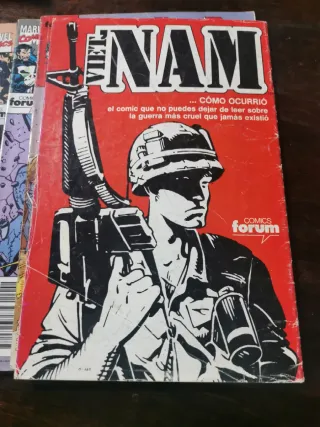 VIET-
NAM
... CÓMO OCURRIÓ
el comic que no puedes dejar de leer sobre
la guerra más cruel que jamás existió
COMICS
forum
MAR